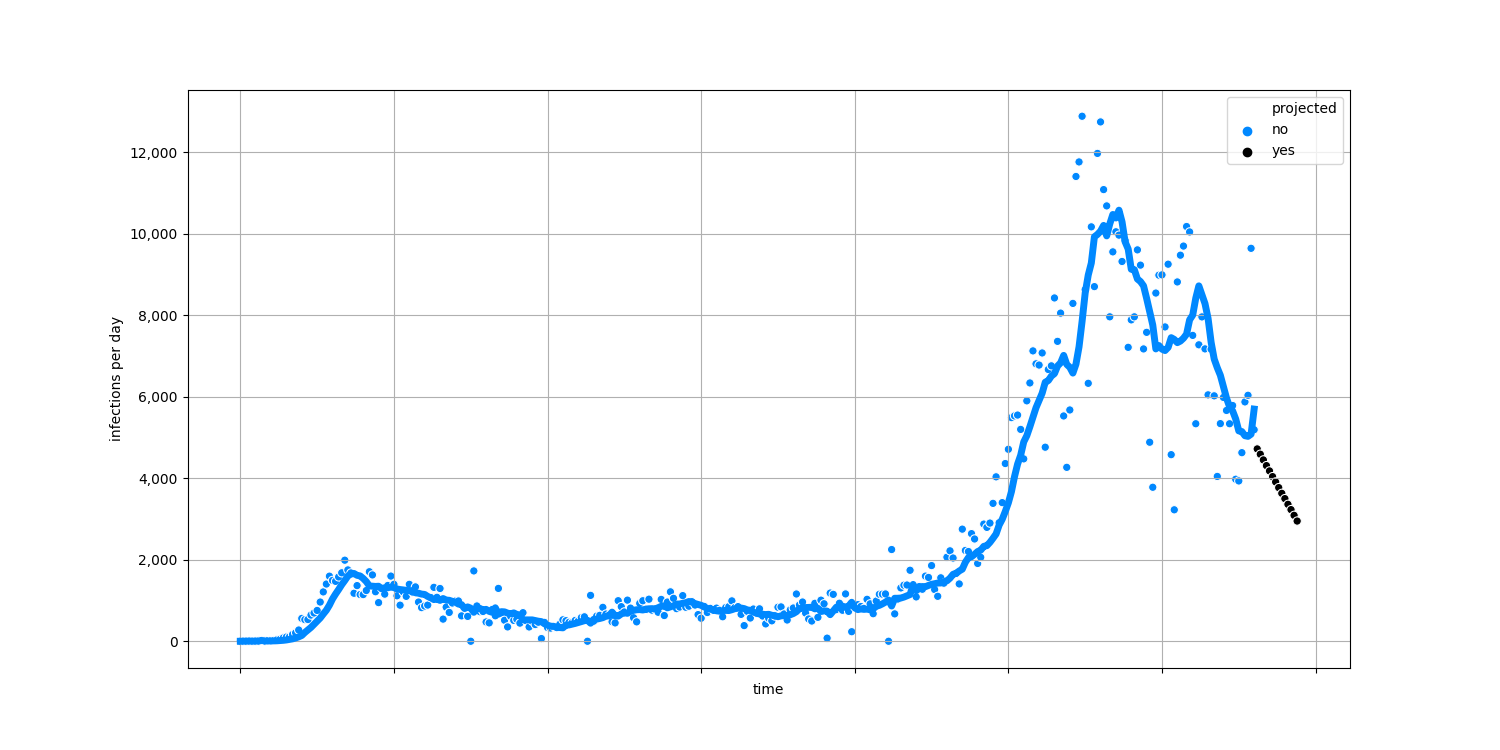 projected
no
yes
12,000
10,000
8,000
6,000
4,000
2,000
0
infections per day
time